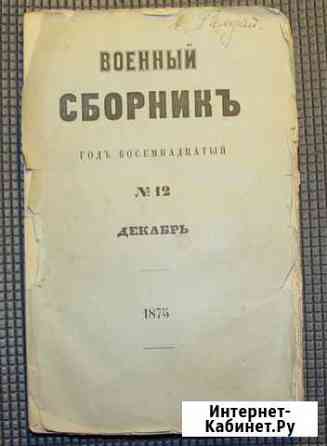 ВОЕННЫЙ
СБОРНИКЪ
ГОДЪ ВОСЕМНАДЦАТЫЙ
№ 12
ДЕКАБРЬ
1875
Интернет-
Кабинет.Ру